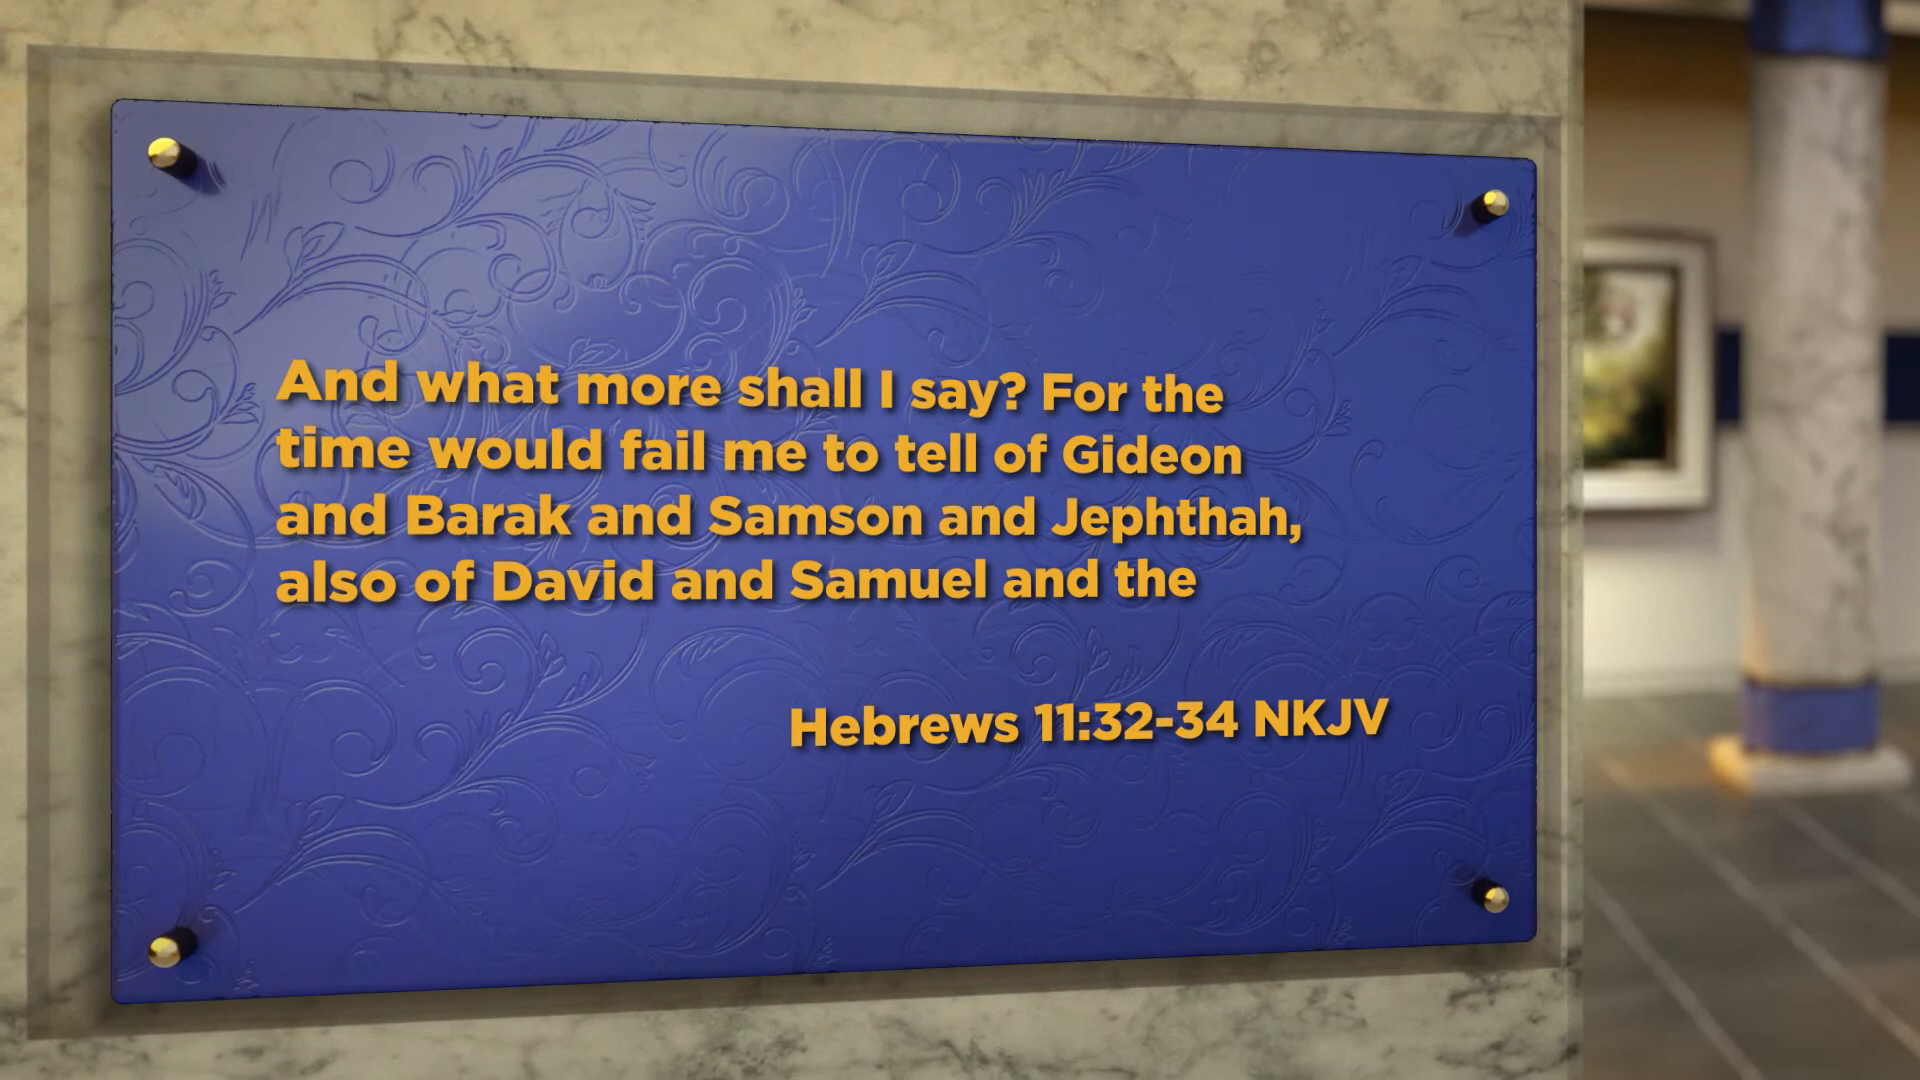 And what more shall I say? For the
time would fail me to tell of Gideon
and Barak and Samson and Jephthah,
also of David and Samuel and the
Hebrews 11:32-34 NKJV